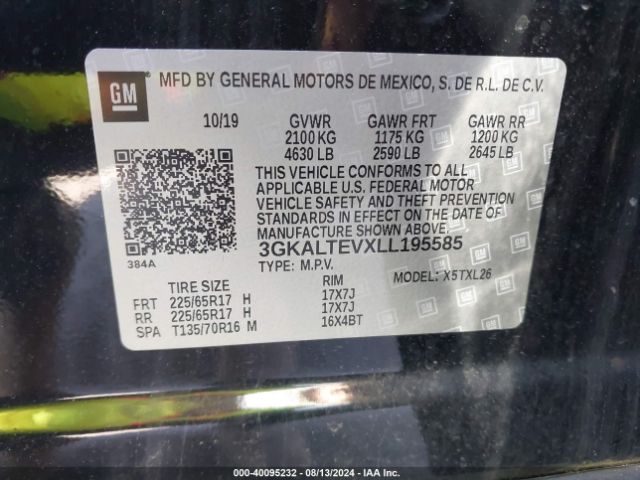 GM
MFD BY GENERAL MOTORS DE MEXICO, S. DE R.L. DE C.V.
10/19 GVWR GAWR FRT GAWR RR
2100 KG 1175 KG 1200 KG
4630 LB 2590 LB 2645 LB
THIS VEHICLE CONFORMS TO ALL
APPLICABLE U.S. FEDERAL MOTOR
VEHICLE SAFETY AND THEFT PREVENTION
STANDARDS IN EFFECT ON THE DATE OF
MANUFACTURE SHOWN ABOVE.
384A
3GKALTEVXLL195585
TYPE: M.P.V. MODEL: X5TXL26
TIRE SIZE RIM
FRT 225/65R17 H 17X7J
RR 225/65R17 H 17X7J
SPA T135/70R16 M 16X4BT
000-40095232 - 08/13/2024 - IAA Inc.